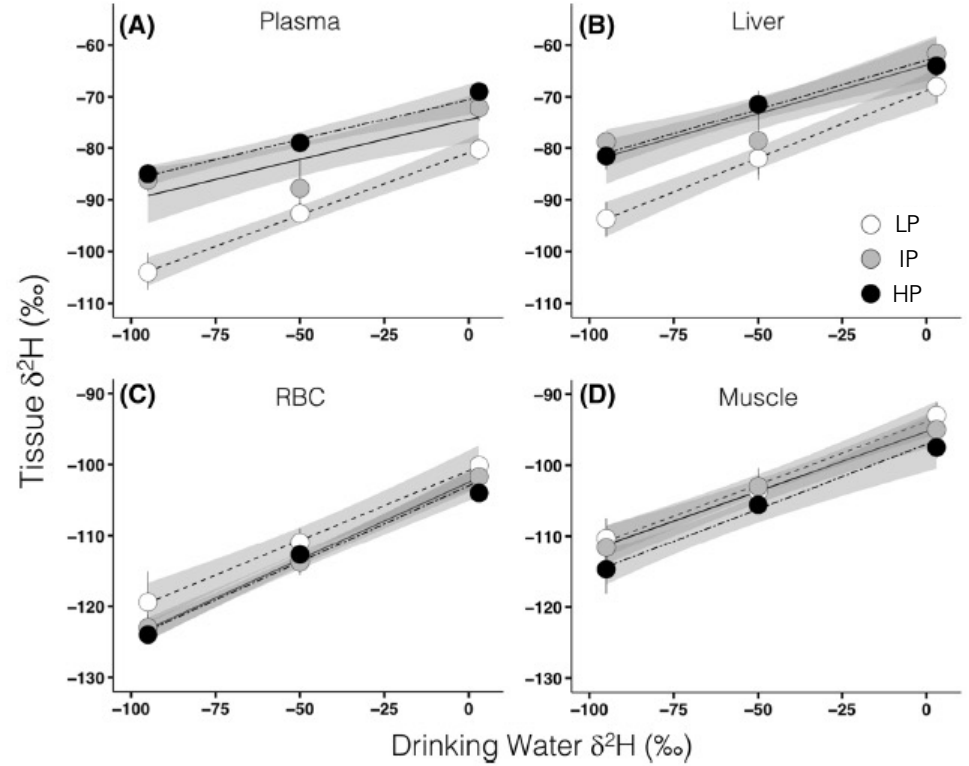 (A) Plasma
−60
−70
−80
−90
−100
−110
−100 −75 −50 −25 0
(B) Liver
−60
−70
−80
−90
−100
−110
−100 −75 −50 −25 0
LP
IP
HP
(C) RBC
−90
−100
−110
−120
−130
−100 −75 −50 −25 0
(D) Muscle
−90
−100
−110
−120
−130
−100 −75 −50 −25 0
Tissue δ²H (‰)
Drinking Water δ²H (‰)